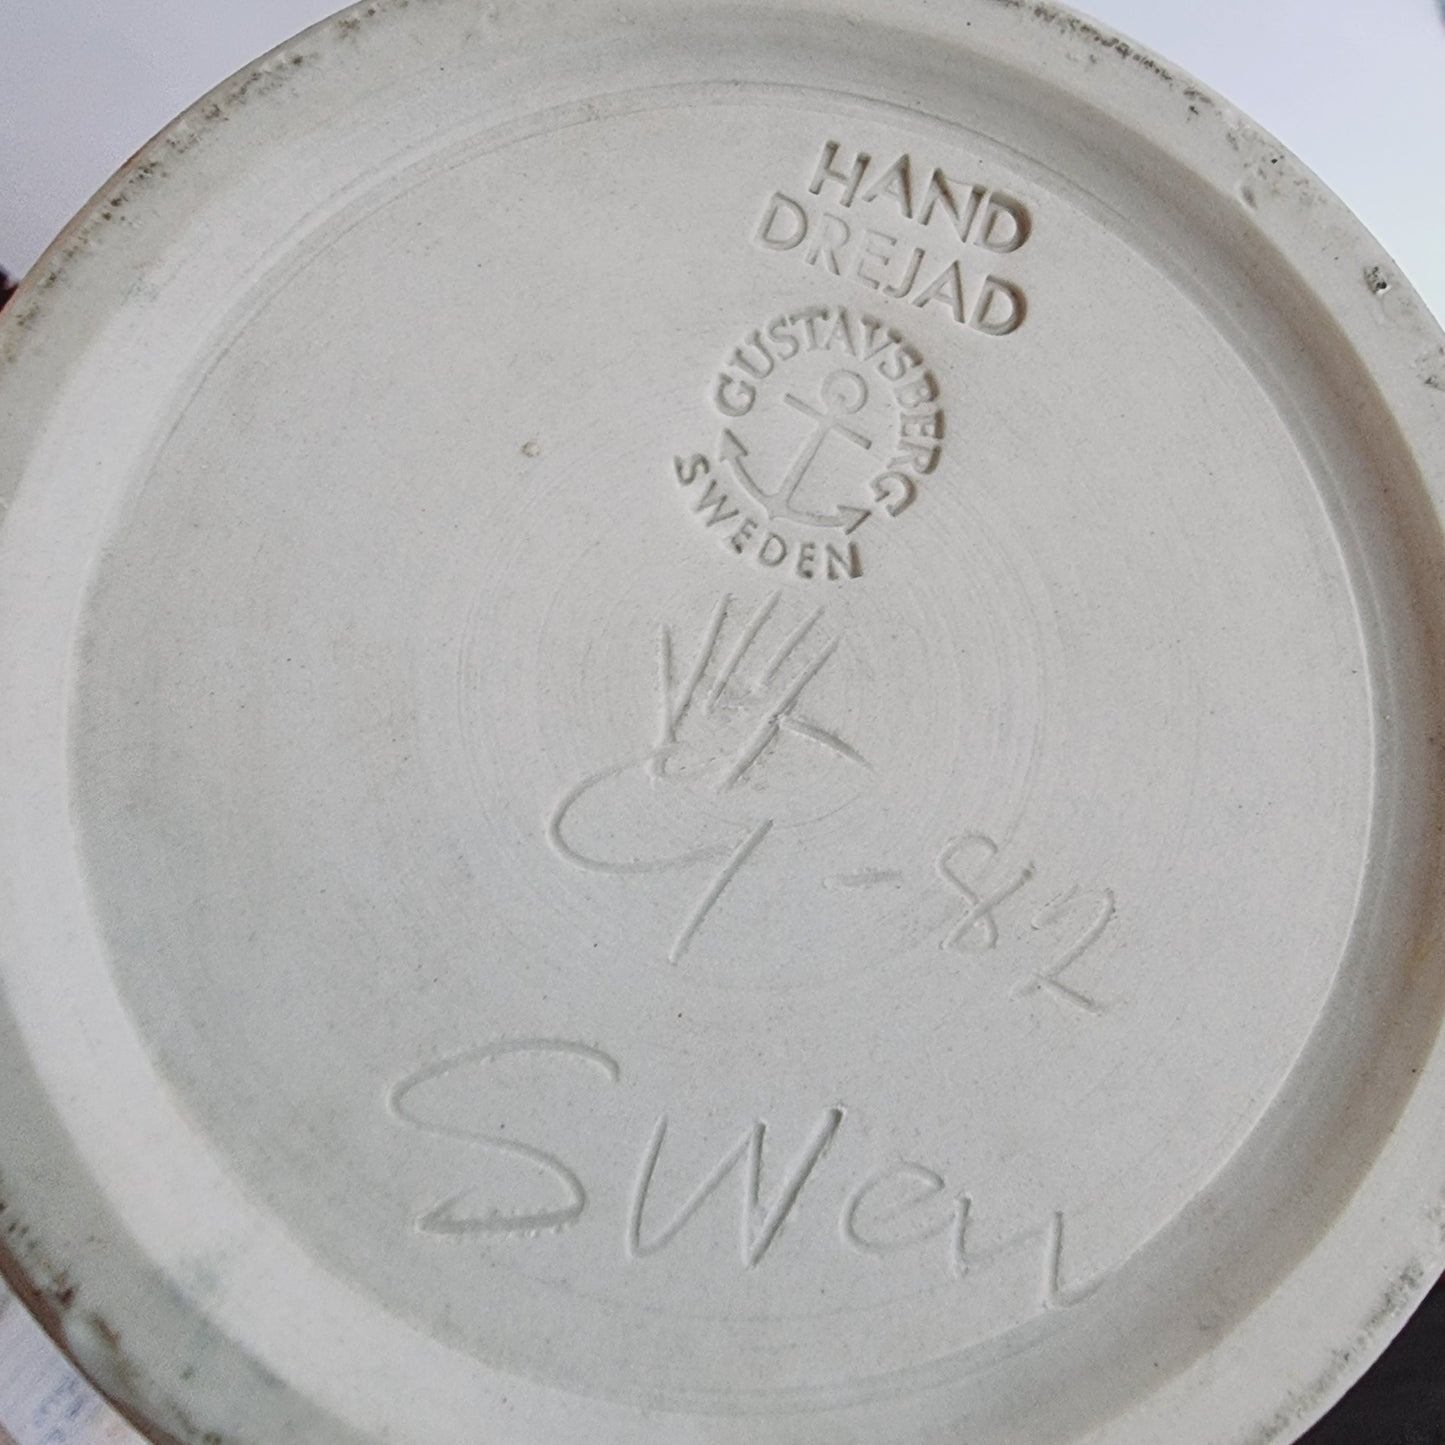 HAND
DREJAD
GUSTAVSBERG
SWEDEN
G -82
Swen